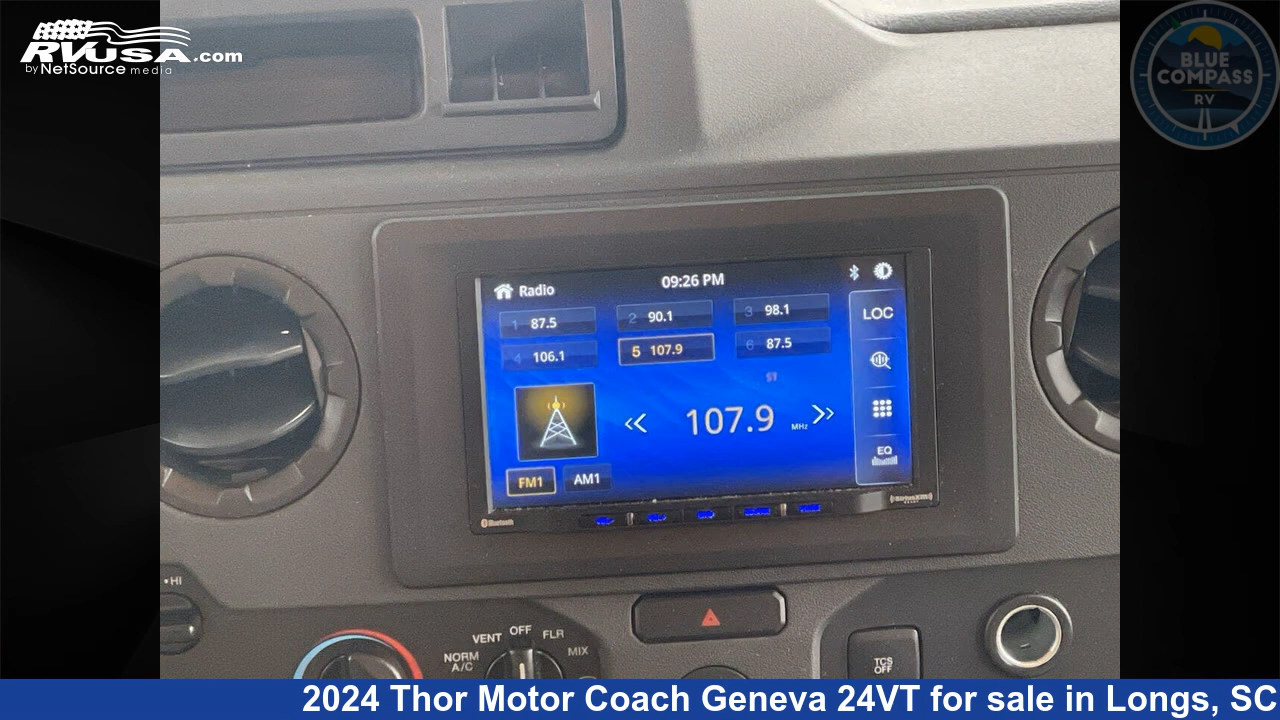 RVUSA.com
by NetSource media
BLUE
COMPASS
RV
Radio
09:26 PM
1 87.5
2 90.1
3 98.1
4 106.1
5 107.9
6 87.5
LOC
ST
107.9
MHz
EQ
FM1
AM1
Bluetooth
SiriusXM
READY
HI
VENT
OFF
FLR
NORM
A/C
MIX
TCS
OFF
2024 Thor Motor Coach Geneva 24VT for sale in Longs, SC